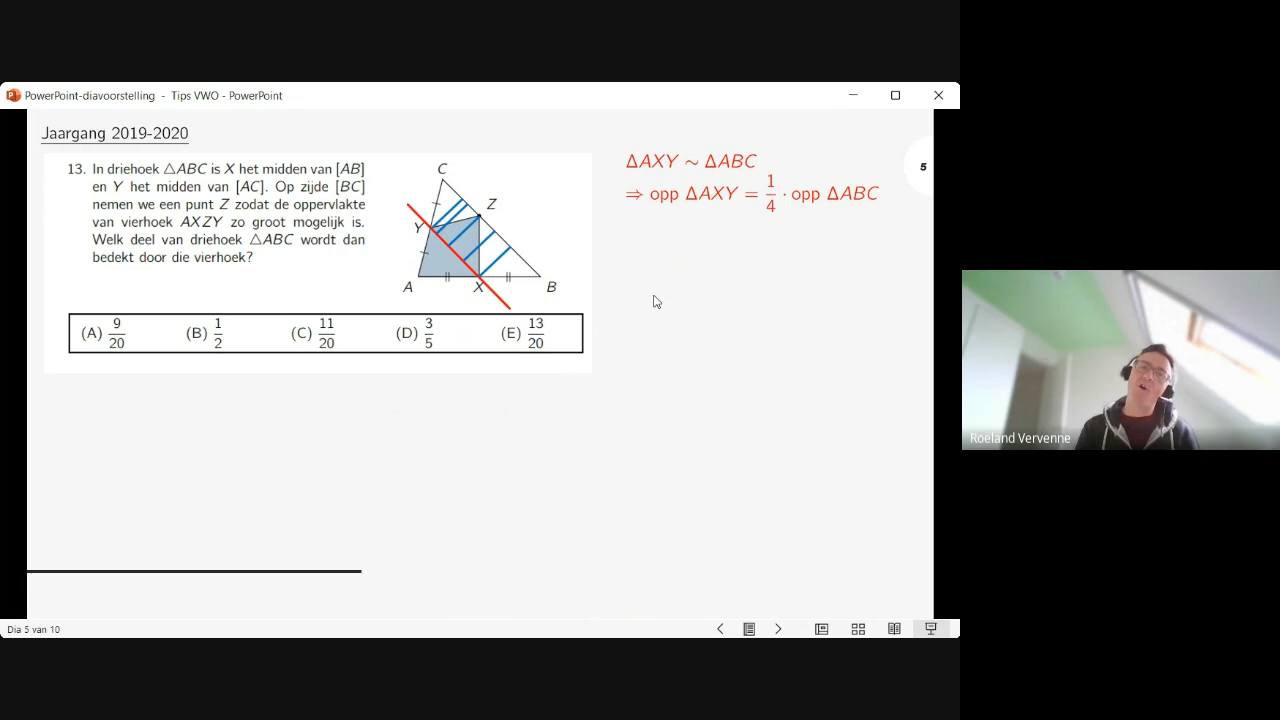 PowerPoint-diavoorstelling - Tips VWO - PowerPoint
Jaargang 2019-2020
5
13. In driehoek △ABC is X het midden van [AB]
en Y het midden van [AC]. Op zijde [BC]
nemen we een punt Z zodat de oppervlakte
van vierhoek AXZY zo groot mogelijk is.
Welk deel van driehoek △ABC wordt dan
bedekt door die vierhoek?
C
Z
Y
A
X
B
(A) 9/20 (B) 1/2 (C) 11/20 (D) 3/5 (E) 13/20
ΔAXY ∼ ΔABC
⇒ opp ΔAXY = 1/4 · opp ΔABC
Roeland Vervenne
Dia 5 van 10